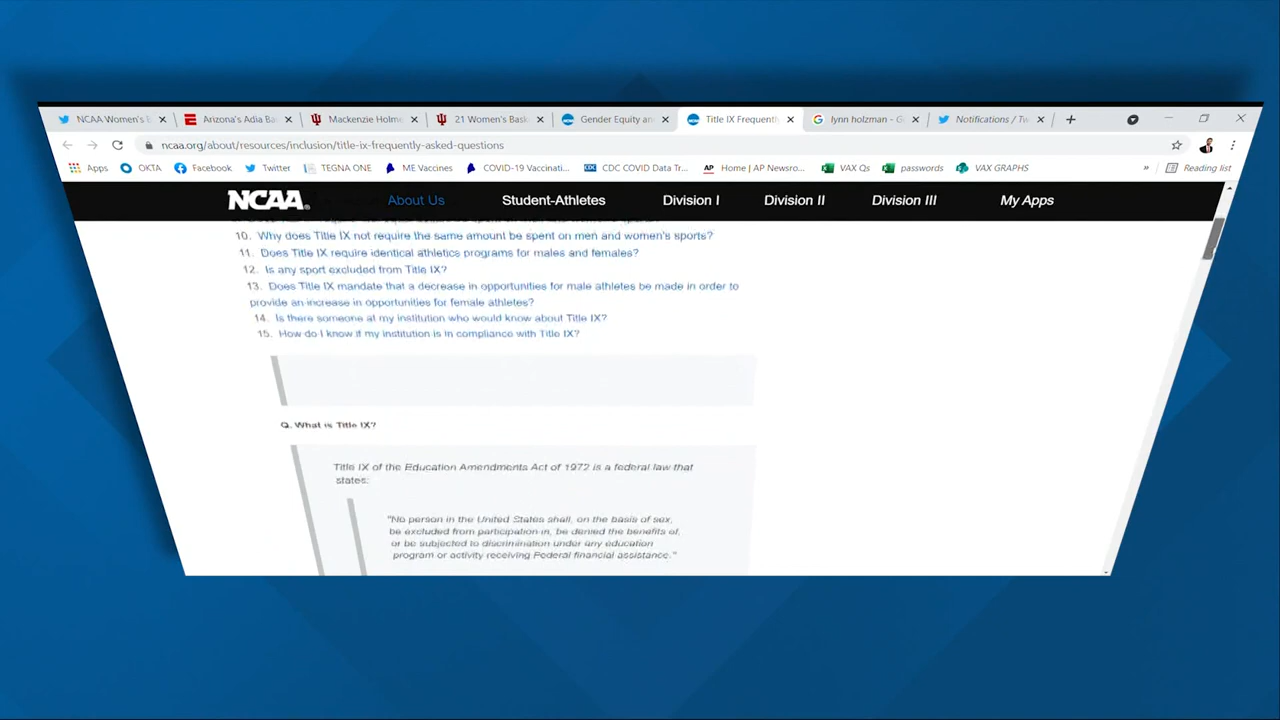 NCAA Women's B
Arizona's Adia Ba
Mackenzie Holme
21 Women's Bask
Gender Equity an
Title IX Frequentl
lynn holzman - G
Notifications / Tw
ncaa.org/about/resources/inclusion/title-ix-frequently-asked-questions
Apps OKTA Facebook Twitter TEGNA ONE ME Vaccines COVID-19 Vaccinati... CDC COVID Data Tr... AP Home | AP Newsro... VAX Qs passwords VAX GRAPHS » Reading list
NCAA About Us Student-Athletes Division I Division II Division III My Apps
10. Why does Title IX not require the same amount be spent on men and women's sports?
11. Does Title IX require identical athletics programs for males and females?
12. Is any sport excluded from Title IX?
13. Does Title IX mandate that a decrease in opportunities for male athletes be made in order to
provide an increase in opportunities for female athletes?
14. Is there someone at my institution who would know about Title IX?
15. How do I know if my institution is in compliance with Title IX?
Q. What is Title IX?
Title IX of the Education Amendments Act of 1972 is a federal law that
states:
"No person in the United States shall, on the basis of sex,
be excluded from participation in, be denied the benefits of,
or be subjected to discrimination under any education
program or activity receiving Federal financial assistance."